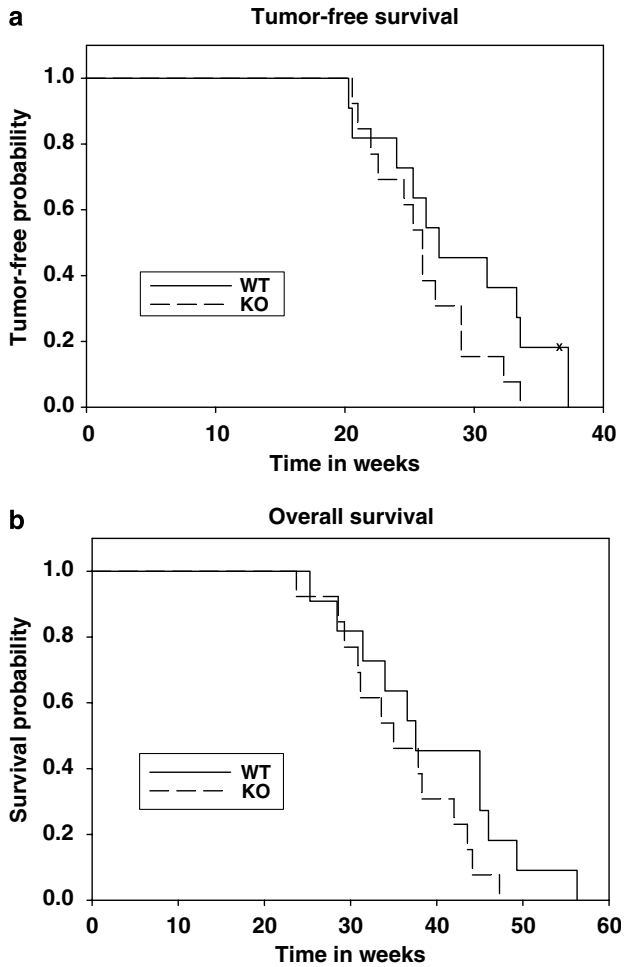 a
Tumor-free survival
1.0
0.8
0.6
0.4
0.2
0.0
Tumor-free probability
WT
KO
x
0 10 20 30 40
Time in weeks
b
Overall survival
1.0
0.8
0.6
0.4
0.2
0.0
Survival probability
WT
KO
0 10 20 30 40 50 60
Time in weeks